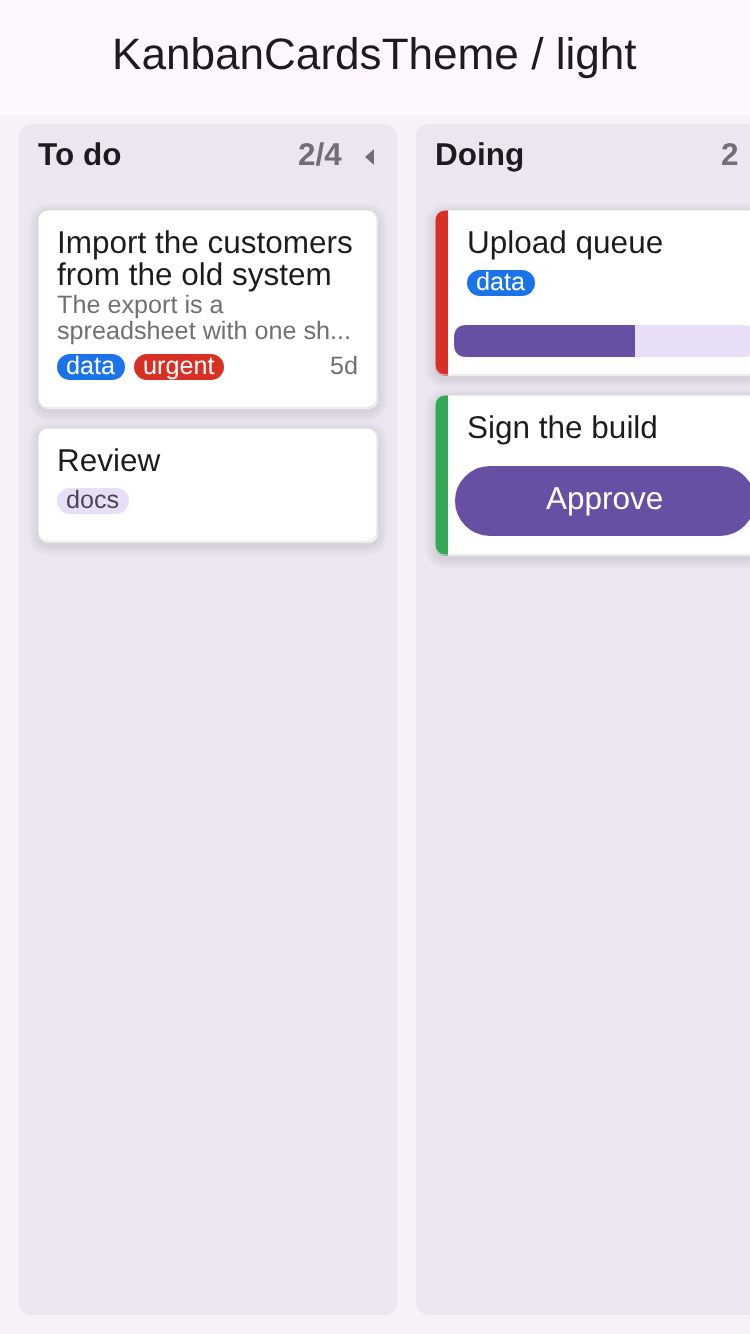 KanbanCardsTheme / light
To do 2/4
Import the customers
from the old system
The export is a
spreadsheet with one sh...
data urgent 5d
Review
docs
Doing 2
Upload queue
data
Sign the build
Approve